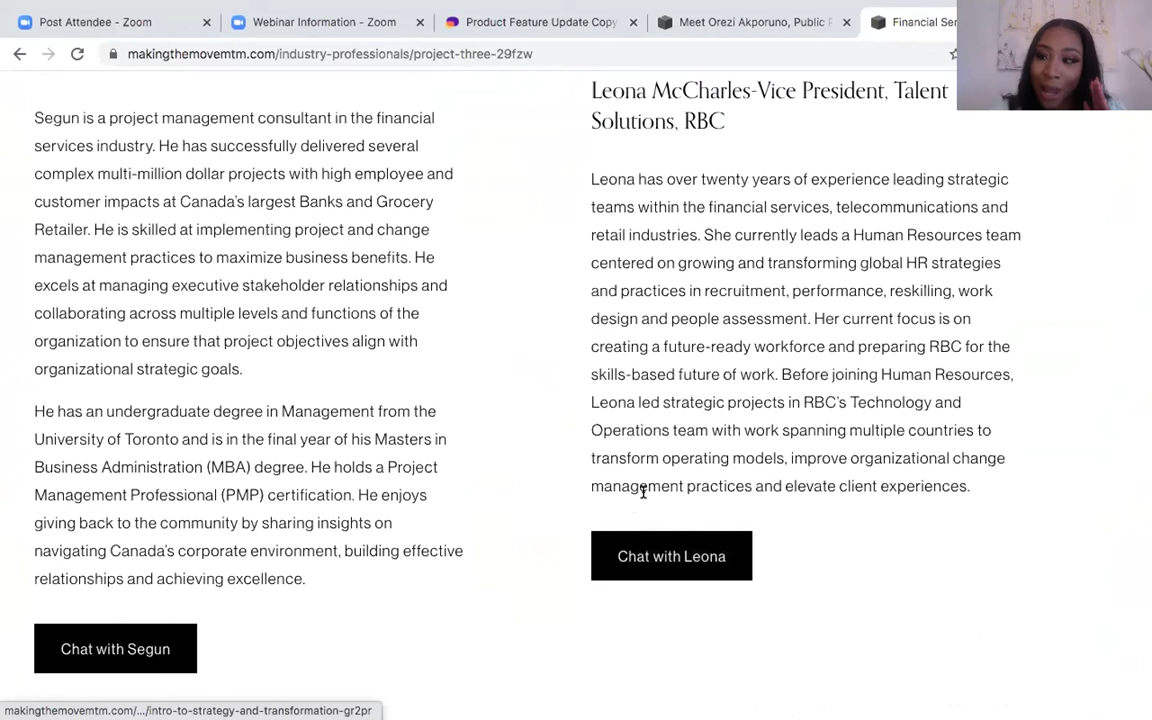 Post Attendee - Zoom
Webinar Information - Zoom
Product Feature Update Copy
Meet Orezi Akporuno, Public
Financial Ser
makingthemovemtm.com/industry-professionals/project-three-29fzw
Segun is a project management consultant in the financial
services industry. He has successfully delivered several
complex multi-million dollar projects with high employee and
customer impacts at Canada's largest Banks and Grocery
Retailer. He is skilled at implementing project and change
management practices to maximize business benefits. He
excels at managing executive stakeholder relationships and
collaborating across multiple levels and functions of the
organization to ensure that project objectives align with
organizational strategic goals.
He has an undergraduate degree in Management from the
University of Toronto and is in the final year of his Masters in
Business Administration (MBA) degree. He holds a Project
Management Professional (PMP) certification. He enjoys
giving back to the community by sharing insights on
navigating Canada's corporate environment, building effective
relationships and achieving excellence.
Chat with Segun
Leona McCharles-Vice President, Talent
Solutions, RBC
Leona has over twenty years of experience leading strategic
teams within the financial services, telecommunications and
retail industries. She currently leads a Human Resources team
centered on growing and transforming global HR strategies
and practices in recruitment, performance, reskilling, work
design and people assessment. Her current focus is on
creating a future-ready workforce and preparing RBC for the
skills-based future of work. Before joining Human Resources,
Leona led strategic projects in RBC's Technology and
Operations team with work spanning multiple countries to
transform operating models, improve organizational change
management practices and elevate client experiences.
Chat with Leona
makingthemovemtm.com/.../intro-to-strategy-and-transformation-gr2pr